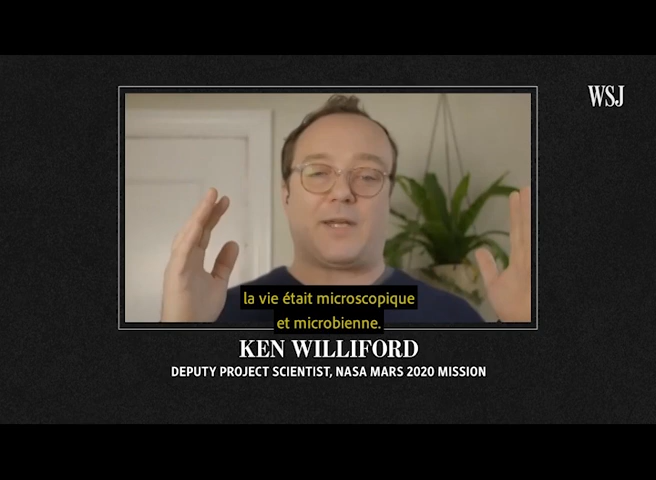 WSJ
la vie était microscopique
et microbienne.
KEN WILLIFORD
DEPUTY PROJECT SCIENTIST, NASA MARS 2020 MISSION